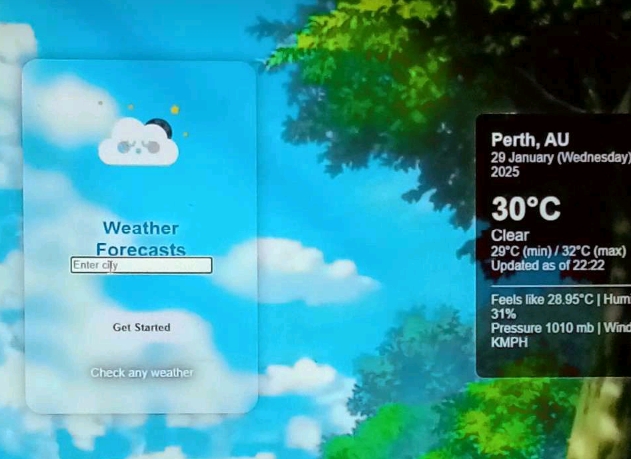 Weather
Forecasts
Enter city
Get Started
Check any weather
Perth, AU
29 January (Wednesday)
2025
30°C
Clear
29°C (min) / 32°C (max)
Updated as of 22:22
Feels like 28.95°C | Hum
31%
Pressure 1010 mb | Wind
KMPH